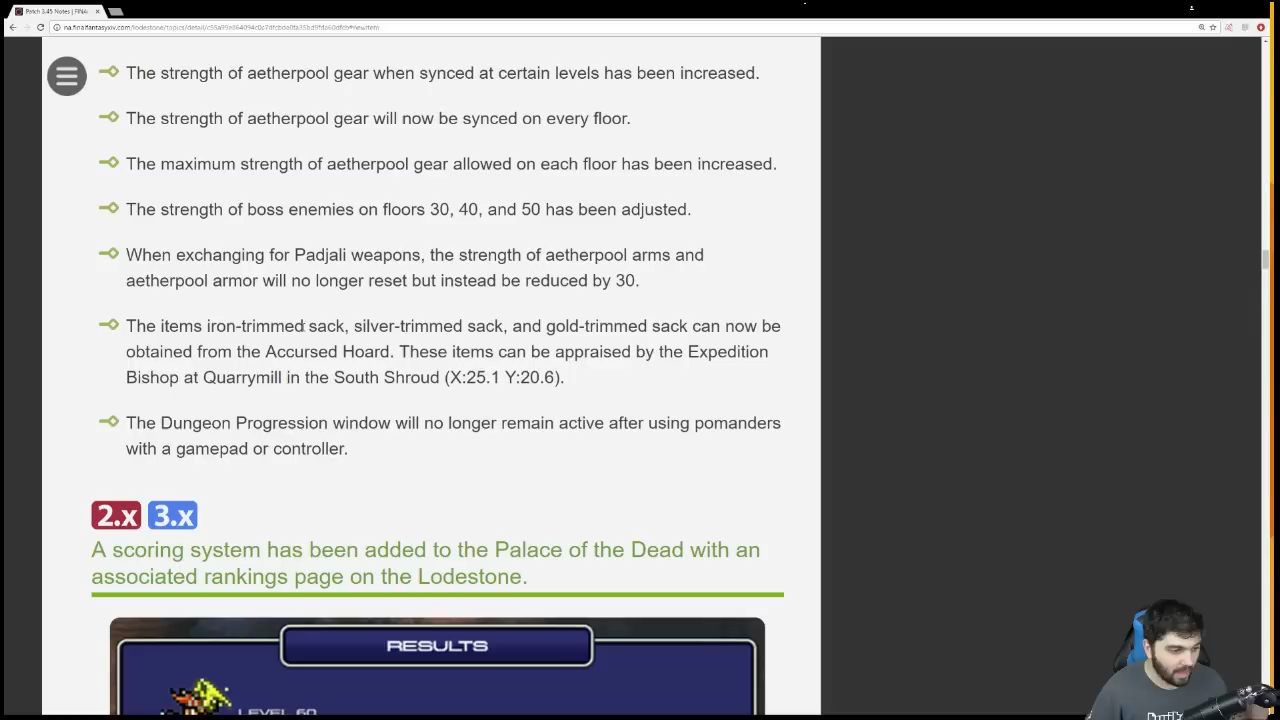 Patch 3.45 Notes | FINA
The strength of aetherpool gear when synced at certain levels has been increased.
The strength of aetherpool gear will now be synced on every floor.
The maximum strength of aetherpool gear allowed on each floor has been increased.
The strength of boss enemies on floors 30, 40, and 50 has been adjusted.
When exchanging for Padjali weapons, the strength of aetherpool arms and
aetherpool armor will no longer reset but instead be reduced by 30.
The items iron-trimmed sack, silver-trimmed sack, and gold-trimmed sack can now be
obtained from the Accursed Hoard. These items can be appraised by the Expedition
Bishop at Quarrymill in the South Shroud (X:25.1 Y:20.6).
The Dungeon Progression window will no longer remain active after using pomanders
with a gamepad or controller.
2.x 3.x
A scoring system has been added to the Palace of the Dead with an
associated rankings page on the Lodestone.
RESULTS
LEVEL 60